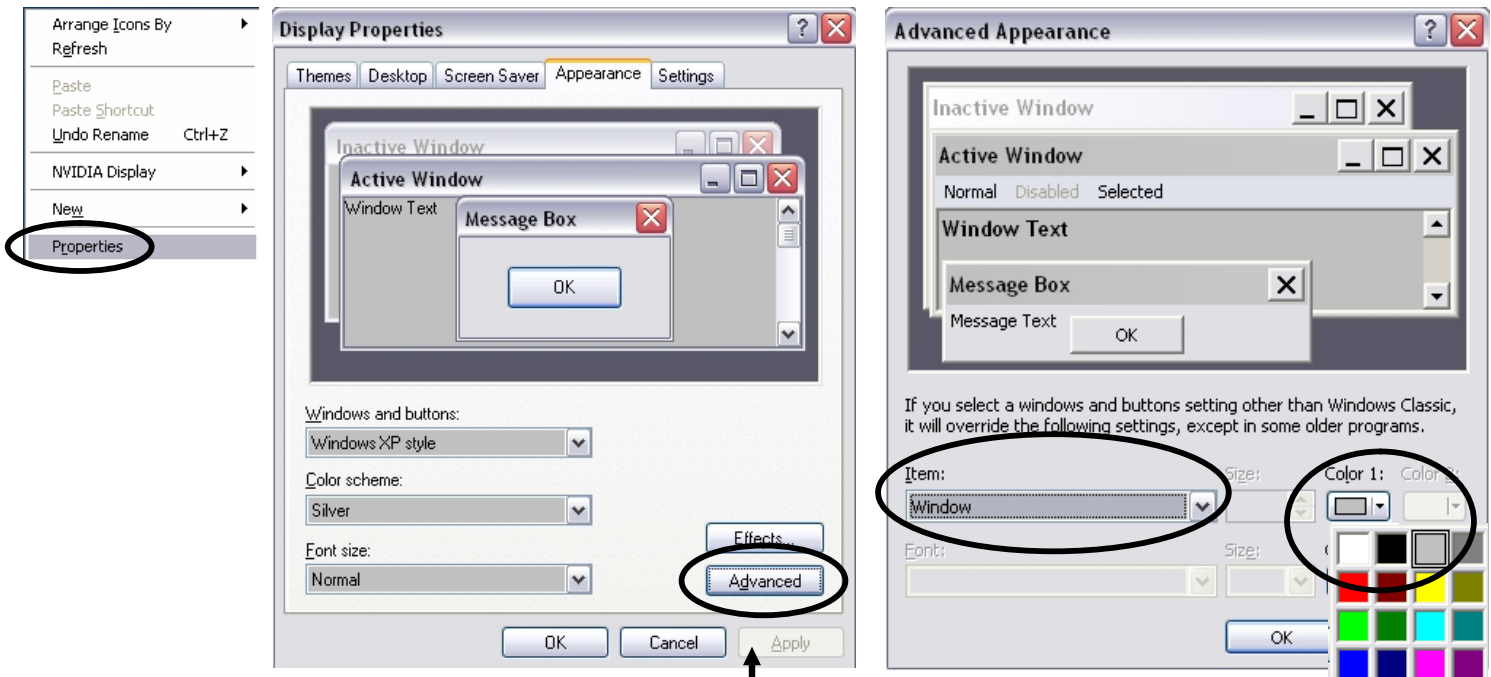 Arrange Icons By
Refresh
Paste
Paste Shortcut
Undo Rename Ctrl+Z
NVIDIA Display
New
Properties
Display Properties
Themes Desktop Screen Saver Appearance Settings
Inactive Window
Active Window
Window Text
Message Box
OK
Windows and buttons:
Windows XP style
Color scheme:
Silver
Effects...
Font size:
Normal
Advanced
OK Cancel Apply
Advanced Appearance
Inactive Window
Active Window
Normal Disabled Selected
Window Text
Message Box
Message Text
OK
If you select a windows and buttons setting other than Windows Classic,
it will override the following settings, except in some older programs.
Item: Size: Color 1: Color 2:
Window
Font: Size:
OK